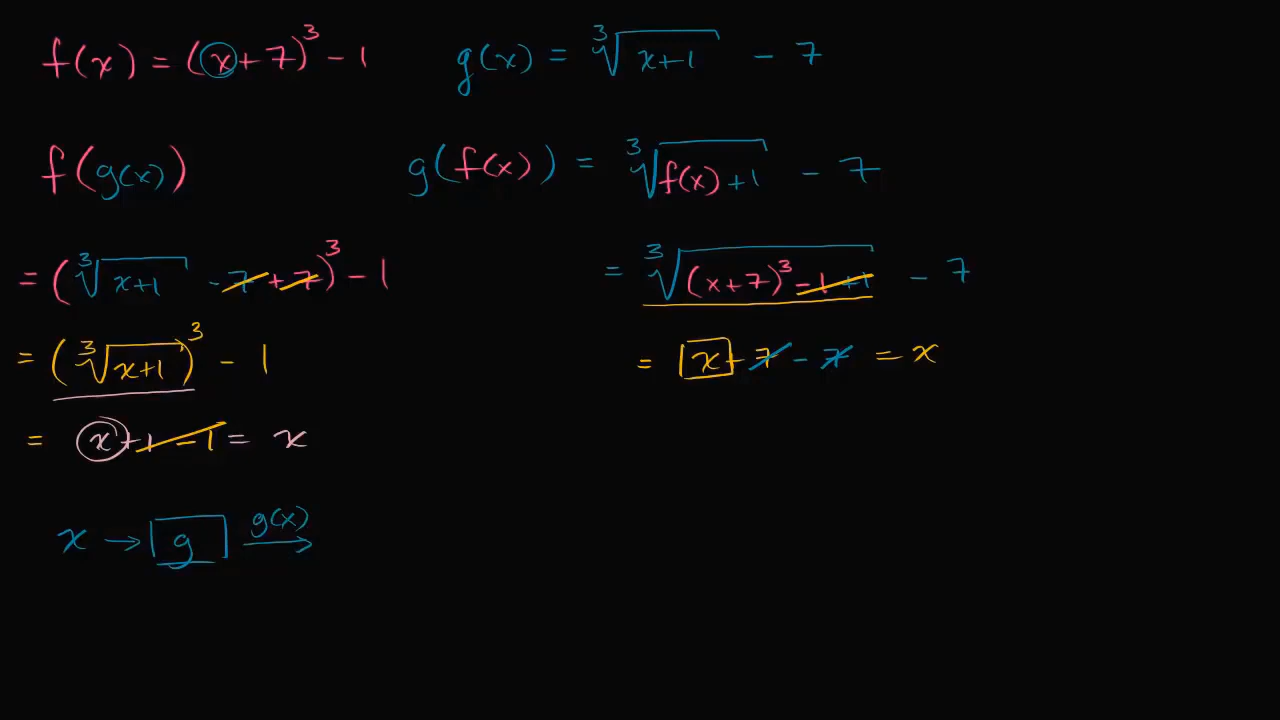 f(x) = (x+7)³ - 1
g(x) = ∛(x+1) - 7
f(g(x))
= (∛(x+1) - 7 + 7)³ - 1
= (∛(x+1))³ - 1
= x+1 - 1 = x
x → g g(x) →
g(f(x)) = ∛(f(x)+1) - 7
= ∛((x+7)³ - 1 + 1) - 7
= x + 7 - 7 = x